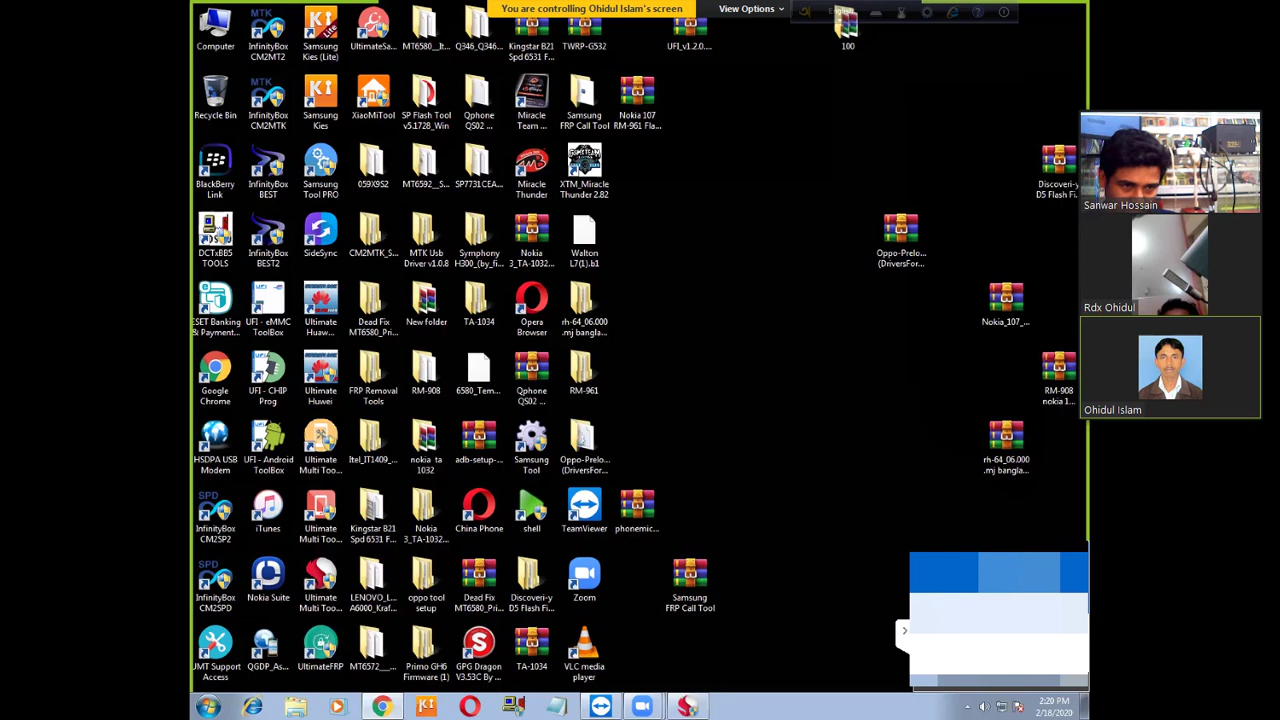 You are controlling Ohidul Islam's screen
View Options
English
Computer
InfinityBox
CM2MT2
Samsung
Kies (Lite)
UltimateSa...
MT6580__It...
Q346_Q346...
Kingstar B21
Spd 6531 F...
TWRP-G532
UFI_v1.2.0....
100
Recycle Bin
InfinityBox
CM2MTK
Samsung
Kies
XiaoMiTool
SP Flash Tool
v5.1728_Win
Qphone
QS02 ...
Miracle
Team ...
Samsung
FRP Call Tool
Nokia 107
RM-961 Fla...
BlackBerry
Link
InfinityBox
BEST
Samsung
Tool PRO
059X9S2
MT6592__S...
SP7731CEA...
Miracle
Thunder
XTM_Miracle
Thunder 2.82
Discoveri-y
D5 Flash Fi...
DCTxBB5
TOOLS
InfinityBox
BEST2
SideSync
CM2MTK_S...
MTK Usb
Driver v1.0.8
Symphony
H300_(by_fi...
Nokia
3_TA-1032...
Walton
L7(1).b1
Oppo-Prelo...
(DriversFor...
ESET Banking
& Payment...
UFI - eMMC
ToolBox
Ultimate
Huaw...
Dead Fix
MT6580_Pri...
New folder
TA-1034
Opera
Browser
rh-64_06.000
.mj bangla...
Nokia_107_...
Google
Chrome
UFI - CHIP
Prog
Ultimate
Huwei
FRP Removal
Tools
RM-908
6580_Tem...
Qphone
QS02 ...
RM-961
RM-908
nokia 1...
HSDPA USB
Modem
UFI - Android
ToolBox
Ultimate
Multi Too...
Itel_IT1409_...
nokia ta
1032
adb-setup-...
Samsung
Tool
Oppo-Prelo...
(DriversFor...
rh-64_06.000
.mj bangla...
SPD
InfinityBox
CM2SP2
iTunes
Ultimate
Multi Too...
Kingstar B21
Spd 6531 F...
Nokia
3_TA-1032...
China Phone
shell
TeamViewer
phonemic...
SPD
InfinityBox
CM2SPD
Nokia Suite
Ultimate
Multi Too...
LENOVO_L...
A6000_Kraf...
oppo tool
setup
Dead Fix
MT6580_Pri...
Discoveri-y
D5 Flash Fi...
Zoom
Samsung
FRP Call Tool
UMT Support
Access
QGDP_As...
UltimateFRP
MT6572___...
Primo GH6
Firmware (1)
GPG Dragon
V3.53C By ...
TA-1034
VLC media
player
Sanwar Hossain
Rdx Ohidul
Ohidul Islam
2:20 PM
2/18/2020